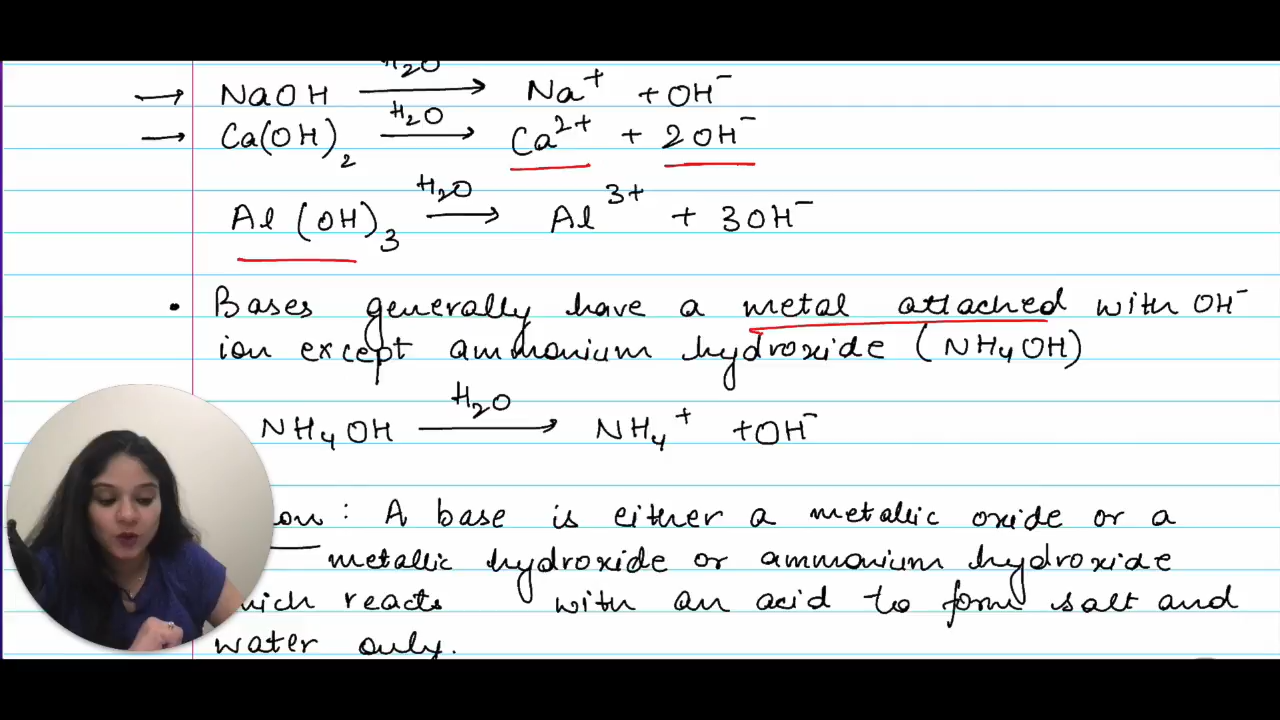 H₂O
→ NaOH → Na⁺ + OH⁻
H₂O
→ Ca(OH)₂ → Ca²⁺ + 2OH⁻
H₂O
Al(OH)₃ → Al³⁺ + 3OH⁻
• Bases generally have a metal attached with OH⁻
ion except ammonium hydroxide (NH₄OH)
H₂O
NH₄OH → NH₄⁺ + OH⁻
: A base is either a metallic oxide or a
metallic hydroxide or ammonium hydroxide
reacts with an acid to form salt and
water only.